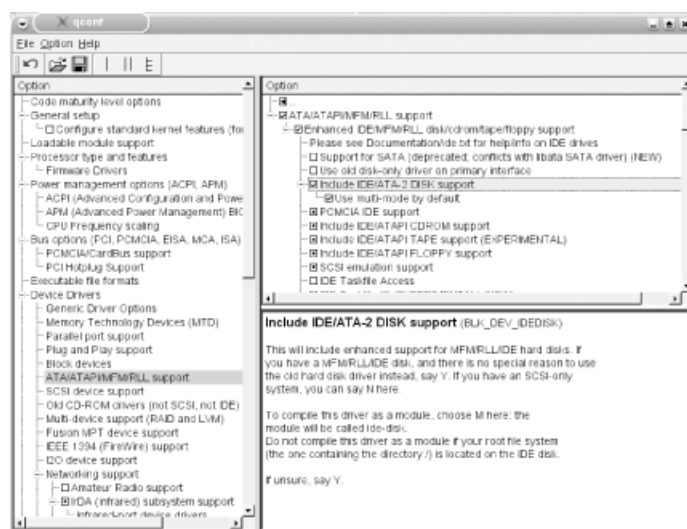 qconf
File Option Help
Option
Code maturity level options
General setup
Configure standard kernel features (for
Loadable module support
Processor type and features
Firmware Drivers
Power management options (ACPI, APM)
ACPI (Advanced Configuration and Powe
APM (Advanced Power Management) BIC
CPU Frequency scaling
Bus options (PCI, PCMCIA, EISA, MCA, ISA)
PCMCIA/CardBus support
PCI Hotplug Support
Executable file formats
Device Drivers
Generic Driver Options
Memory Technology Devices (MTD)
Parallel port support
Plug and Play support
Block devices
ATA/ATAPI/MFM/RLL support
SCSI device support
Old CD-ROM drivers (not SCSI, not IDE)
Multi-device support (RAID and LVM)
Fusion MPT device support
IEEE 1394 (FireWire) support
I2O device support
Networking support
Amateur Radio support
IrDA (infrared) subsystem support
Infrared-port device drivers
Option
..
ATA/ATAPI/MFM/RLL support
Enhanced IDE/MFM/RLL disk/cdrom/tape/floppy support
Please see Documentation/ide.txt for help/info on IDE drives
Support for SATA (deprecated; conflicts with libata SATA driver) (NEW)
Use old disk-only driver on primary interface
Include IDE/ATA-2 DISK support
Use multi-mode by default
PCMCIA IDE support
Include IDE/ATAPI CDROM support
Include IDE/ATAPI TAPE support (EXPERIMENTAL)
Include IDE/ATAPI FLOPPY support
SCSI emulation support
IDE Taskfile Access
Include IDE/ATA-2 DISK support (BLK_DEV_IDEDISK)
This will include enhanced support for MFM/RLL/IDE hard disks. If
you have a MFM/RLL/IDE disk, and there is no special reason to use
the old hard disk driver instead, say Y. If you have an SCSI-only
system, you can say N here.
To compile this driver as a module, choose M here: the
module will be called ide-disk.
Do not compile this driver as a module if your root file system
(the one containing the directory /) is located on the IDE disk.
If unsure, say Y.